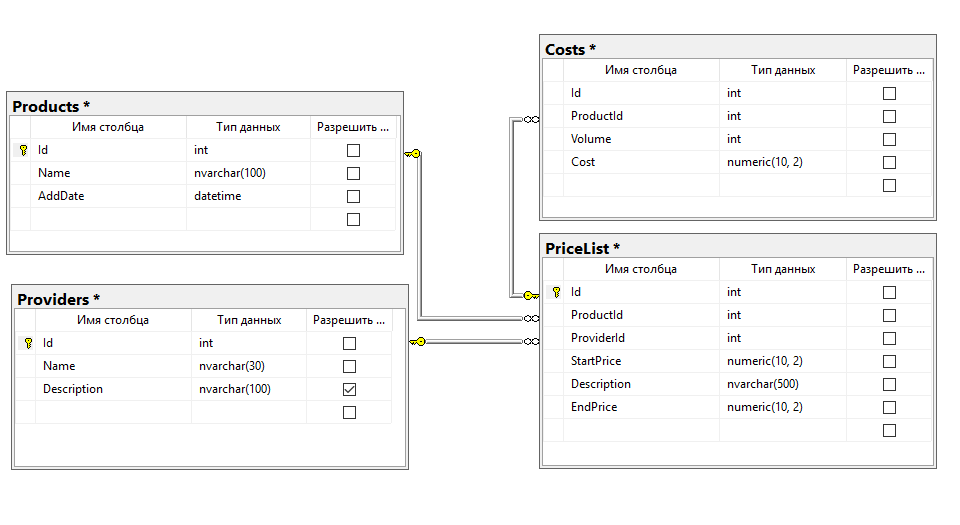 Products *
Имя столбца Тип данных Разрешить ...
Id int
Name nvarchar(100)
AddDate datetime
Providers *
Имя столбца Тип данных Разрешить ...
Id int
Name nvarchar(30)
Description nvarchar(100)
Costs *
Имя столбца Тип данных Разрешить ...
Id int
ProductId int
Volume int
Cost numeric(10, 2)
PriceList *
Имя столбца Тип данных Разрешить ...
Id int
ProductId int
ProviderId int
StartPrice numeric(10, 2)
Description nvarchar(500)
EndPrice numeric(10, 2)